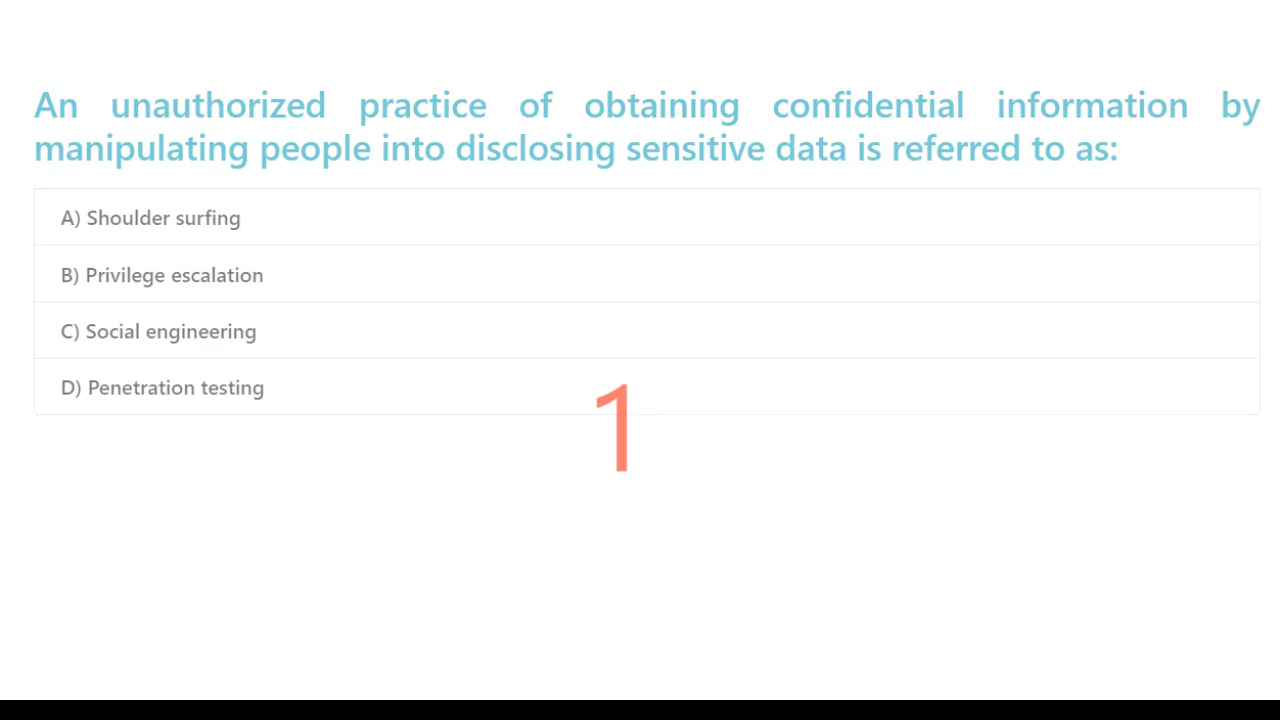 An unauthorized practice of obtaining confidential information by
manipulating people into disclosing sensitive data is referred to as:
A) Shoulder surfing
B) Privilege escalation
C) Social engineering
D) Penetration testing
1